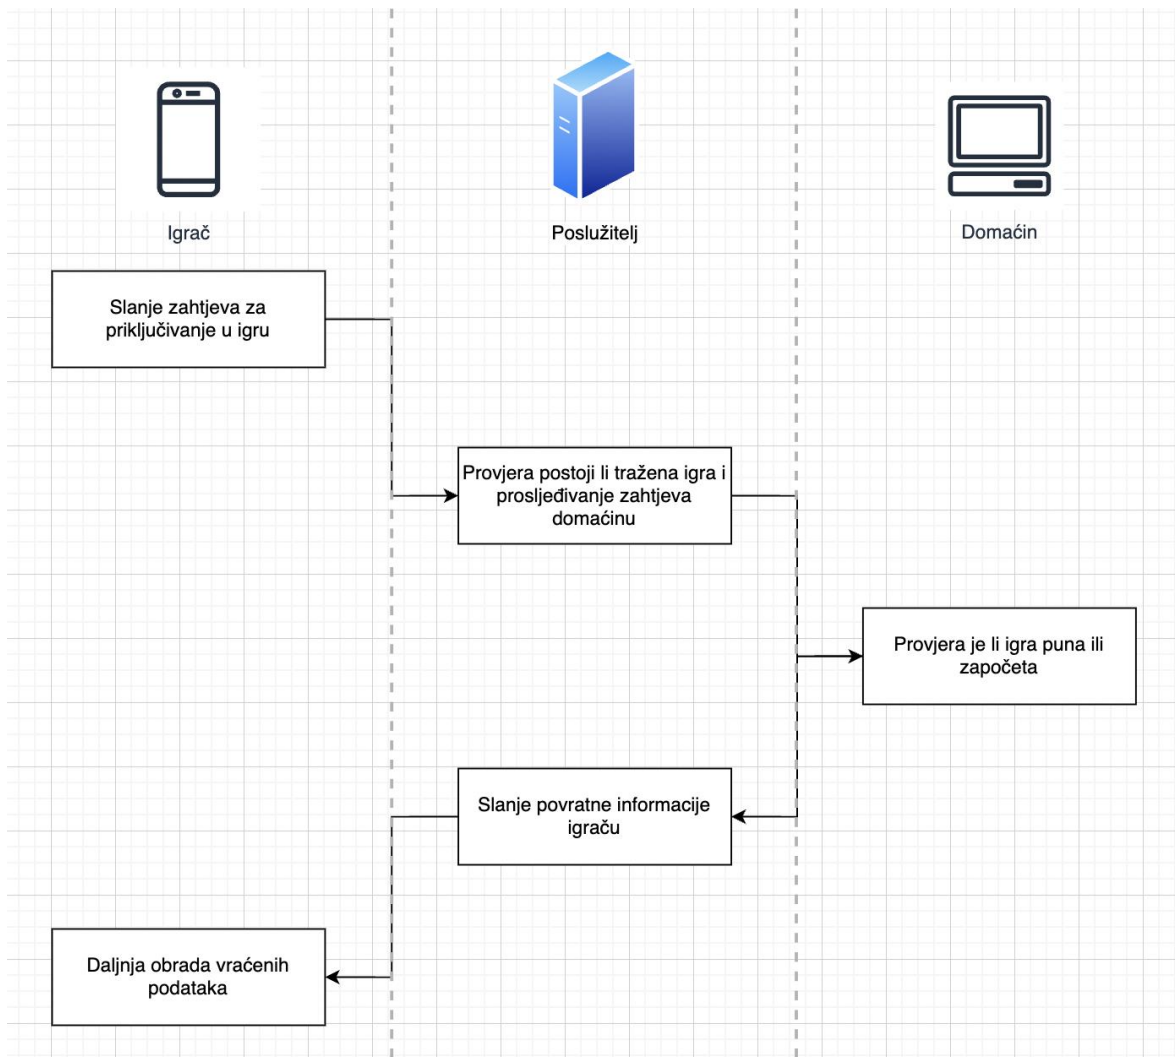 Igrač
Poslužitelj
Domaćin
Slanje zahtjeva za
priključivanje u igru
Provjera postoji li tražena igra i
prosljeđivanje zahtjeva
domaćinu
Provjera je li igra puna ili
započeta
Slanje povratne informacije
igraču
Daljnja obrada vraćenih
podataka